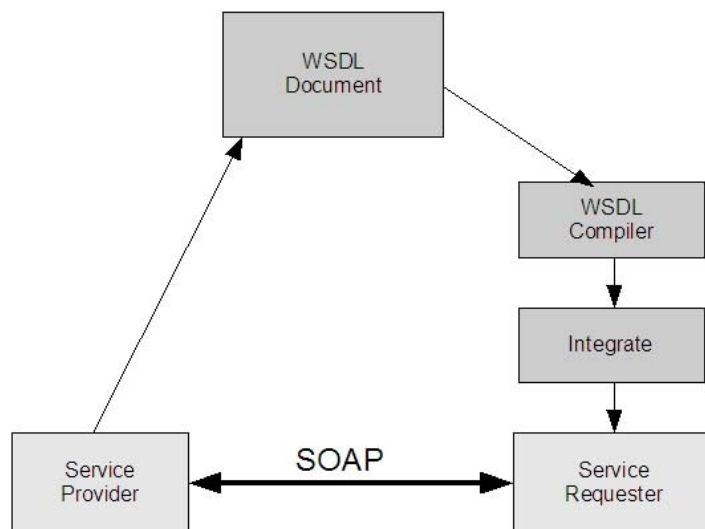 WSDL
Document
WSDL
Compiler
Integrate
SOAP
Service
Provider
Service
Requester